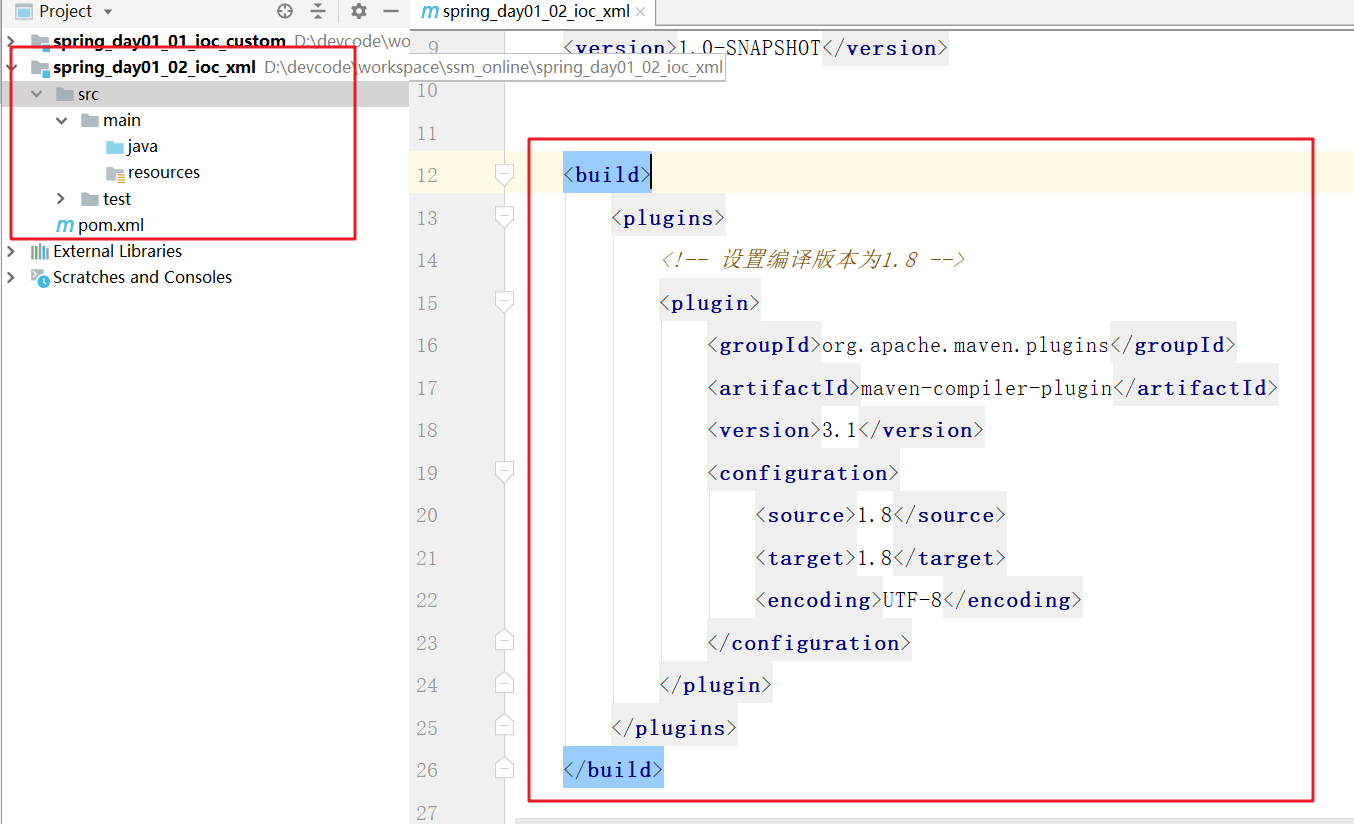 Project
spring_day01_01_ioc_custom D:\devcode\wo
spring_day01_02_ioc_xml D:\devcode\workspace\ssm_online\spring_day01_02_ioc_xml
src
main
java
resources
test
m pom.xml
External Libraries
Scratches and Consoles
m spring_day01_02_ioc_xml ×
9 <version>1.0-SNAPSHOT</version>
10
11
12 <build>
13 <plugins>
14 <!-- 设置编译版本为1.8 -->
15 <plugin>
16 <groupId>org.apache.maven.plugins</groupId>
17 <artifactId>maven-compiler-plugin</artifactId>
18 <version>3.1</version>
19 <configuration>
20 <source>1.8</source>
21 <target>1.8</target>
22 <encoding>UTF-8</encoding>
23 </configuration>
24 </plugin>
25 </plugins>
26 </build>
27